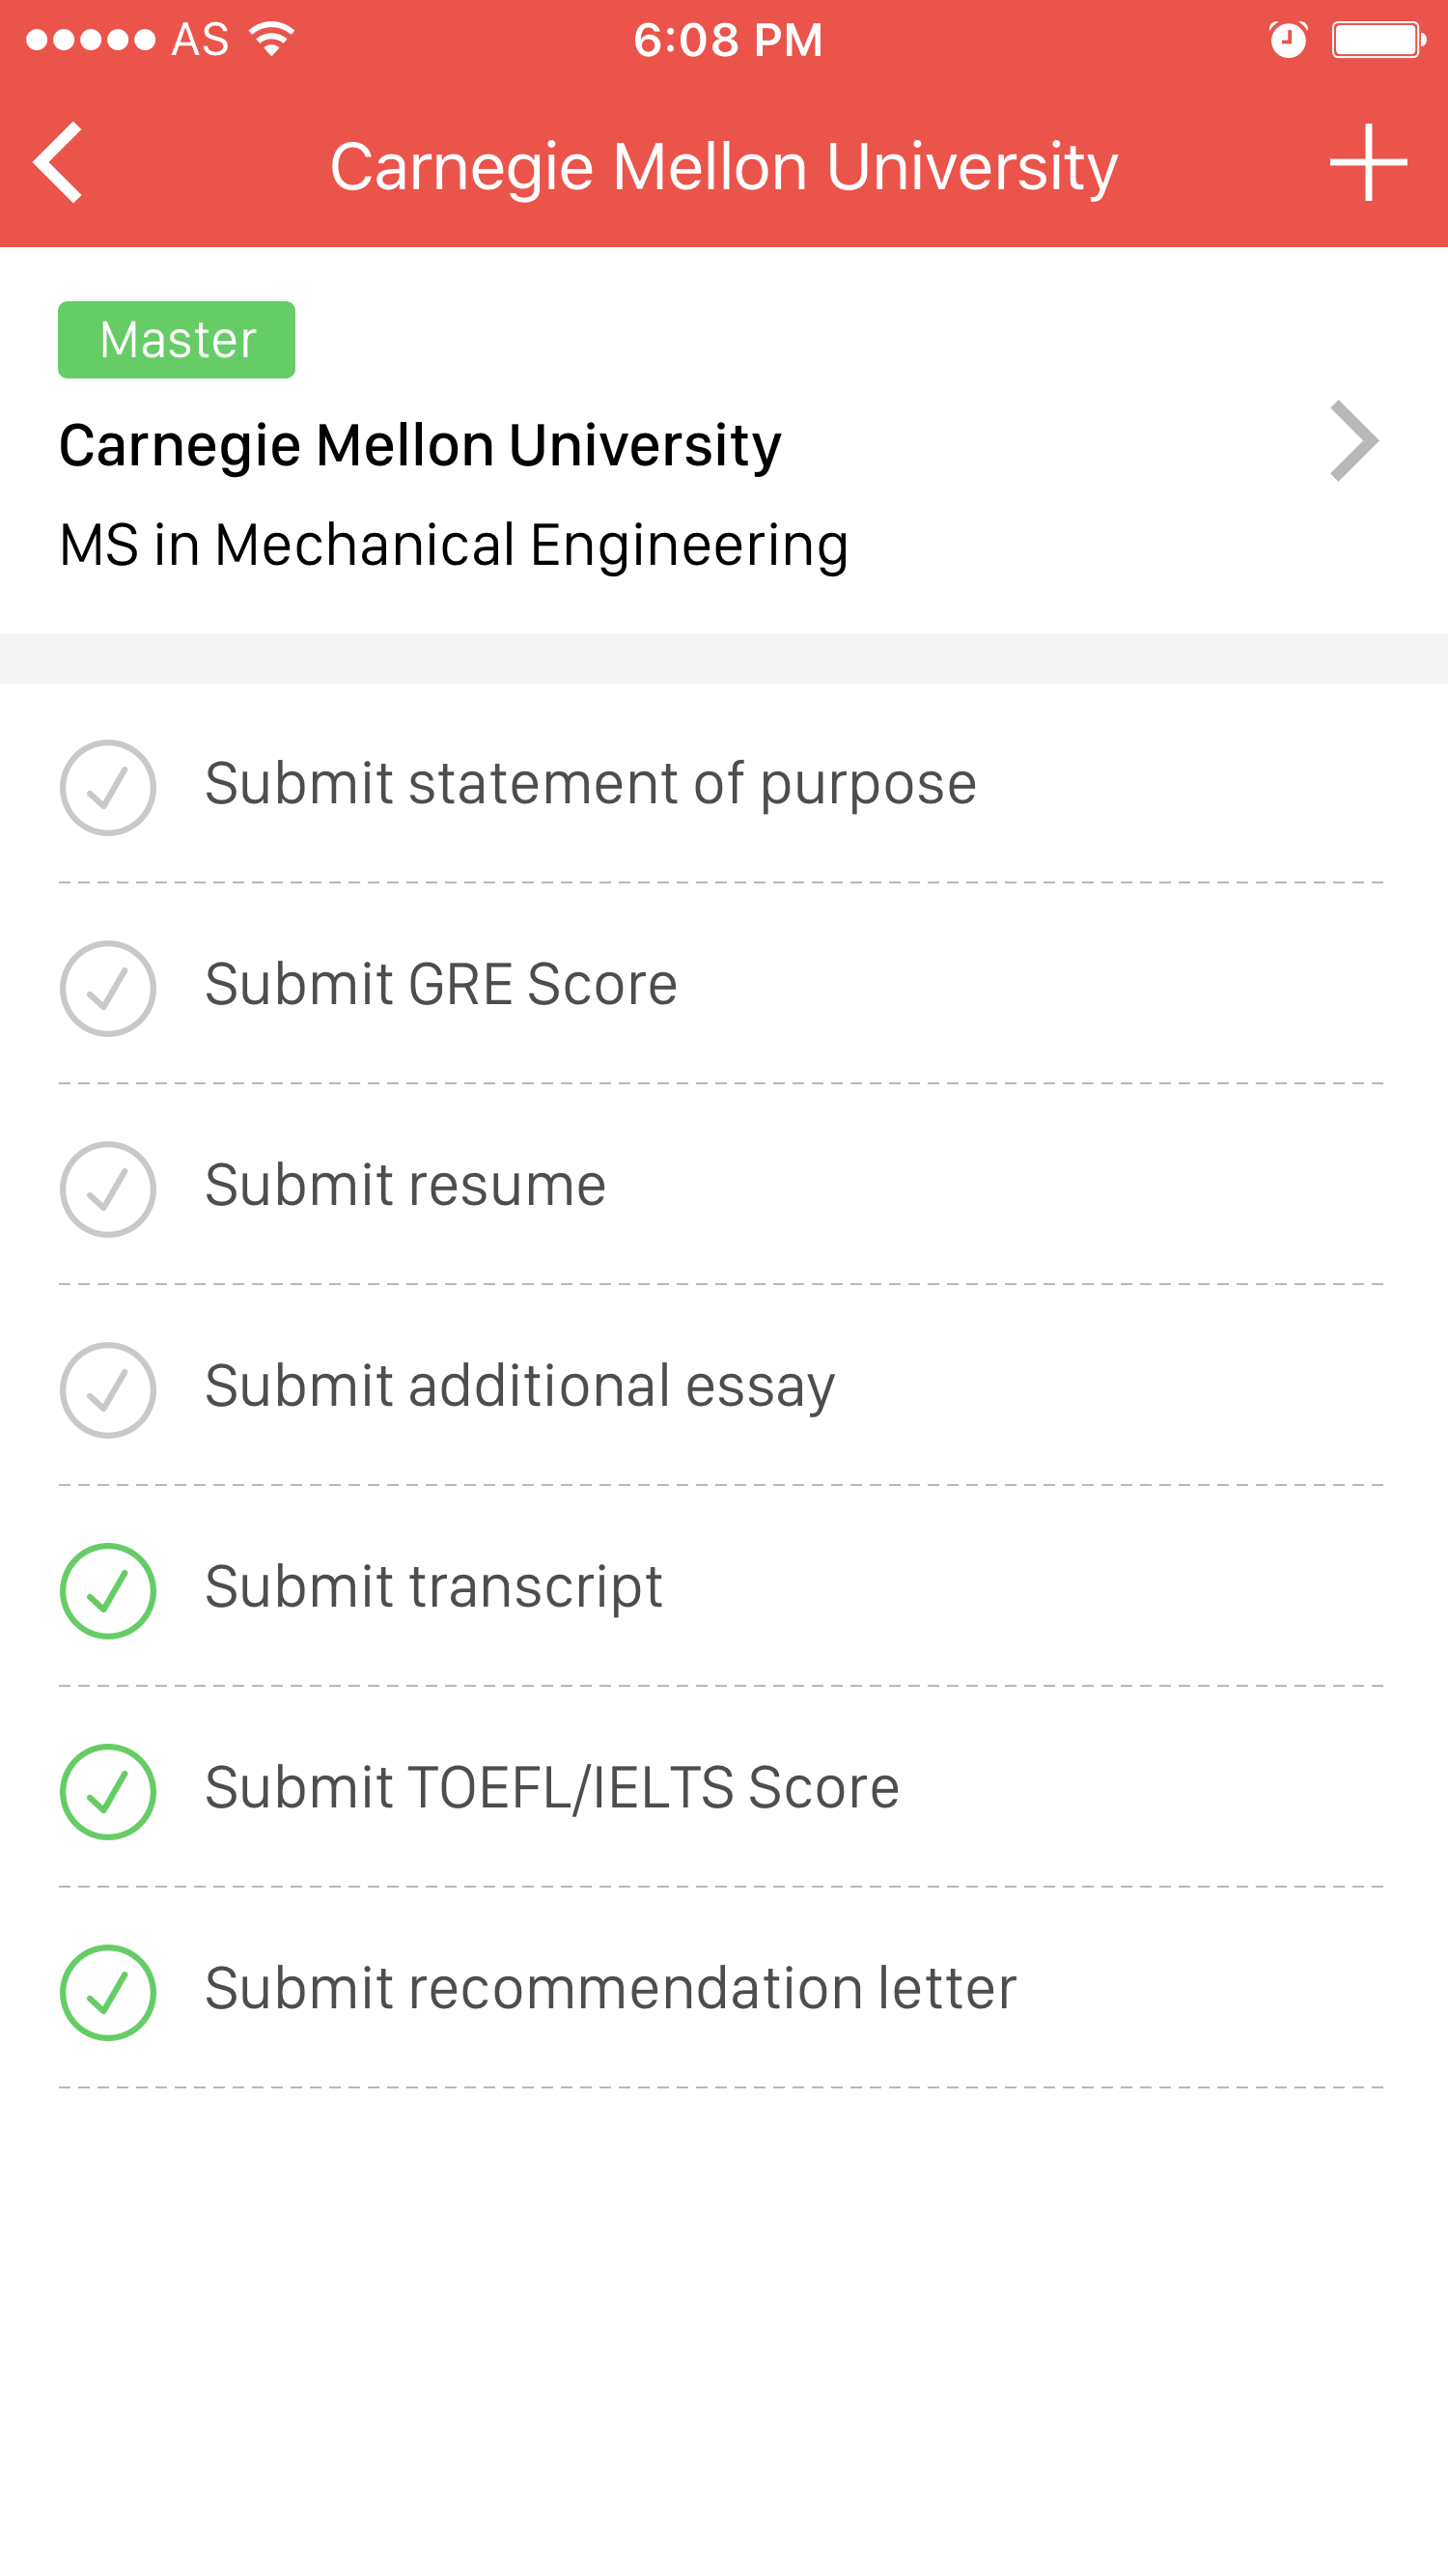 AS
6:08 PM
Carnegie Mellon University
Master
Carnegie Mellon University
MS in Mechanical Engineering
Submit statement of purpose
Submit GRE Score
Submit resume
Submit additional essay
Submit transcript
Submit TOEFL/IELTS Score
Submit recommendation letter